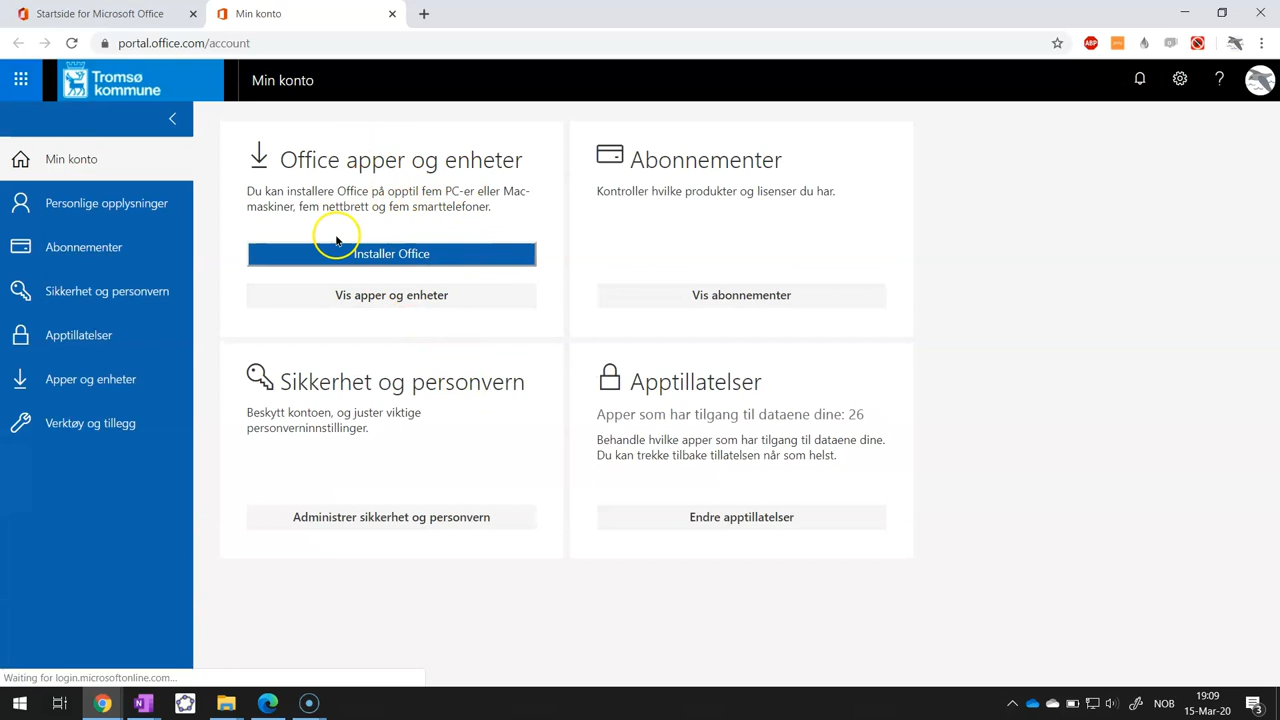 Startside for Microsoft Office
Min konto
portal.office.com/account
ABP
Tromsø
kommune
Min konto
Min konto
Personlige opplysninger
Abonnementer
Sikkerhet og personvern
Apptillatelser
Apper og enheter
Verktøy og tillegg
Office apper og enheter
Du kan installere Office på opptil fem PC-er eller Mac-
maskiner, fem nettbrett og fem smarttelefoner.
Installer Office
Vis apper og enheter
Abonnementer
Kontroller hvilke produkter og lisenser du har.
Vis abonnementer
Sikkerhet og personvern
Beskytt kontoen, og juster viktige
personverninnstillinger.
Administrer sikkerhet og personvern
Apptillatelser
Apper som har tilgang til dataene dine: 26
Behandle hvilke apper som har tilgang til dataene dine.
Du kan trekke tilbake tillatelsen når som helst.
Endre apptillatelser
Waiting for login.microsoftonline.com...
NOB
19:09
15-Mar-20
3